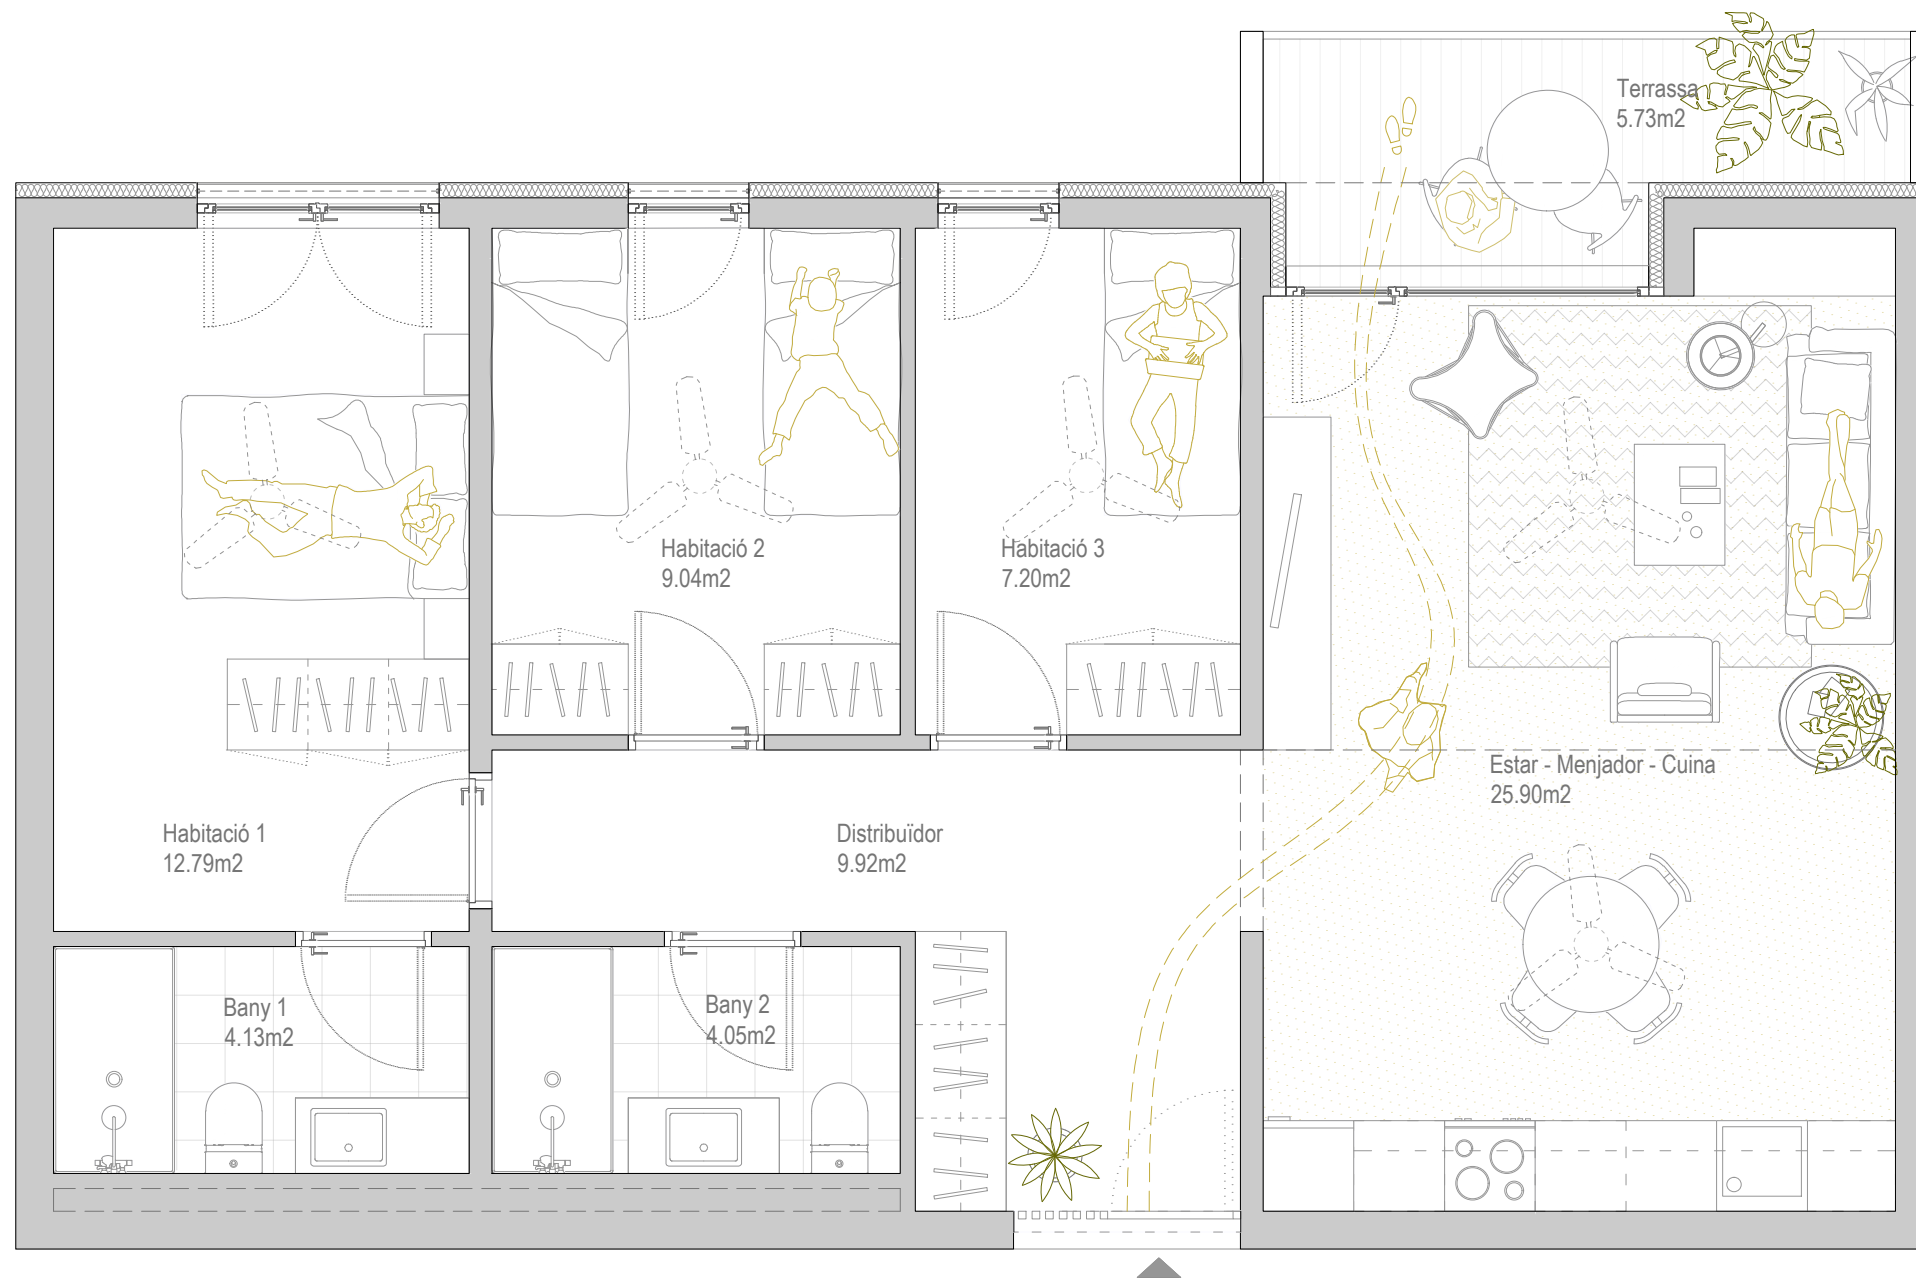 Terrassa
5.73m2
Habitació 2
9.04m2
Habitació 3
7.20m2
Estar - Menjador - Cuina
25.90m2
Habitació 1
12.79m2
Distribuïdor
9.92m2
Bany 1
4.13m2
Bany 2
4.05m2